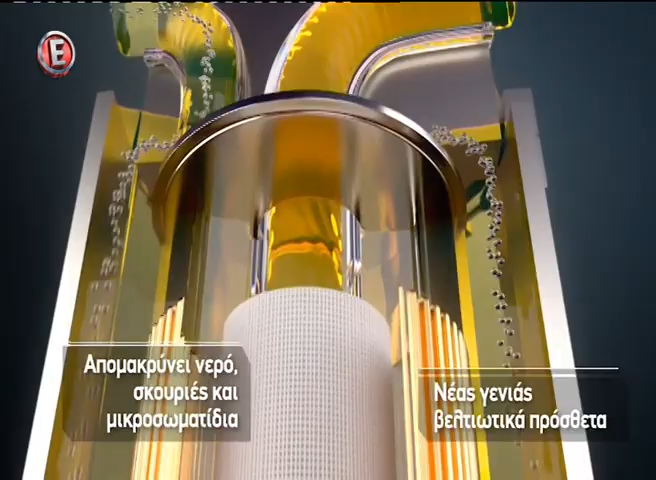 E
Απομακρύνει νερό,
σκουριές και
μικροσωματίδια
Νέας γενιάς
βελτιωτικά πρόσθετα